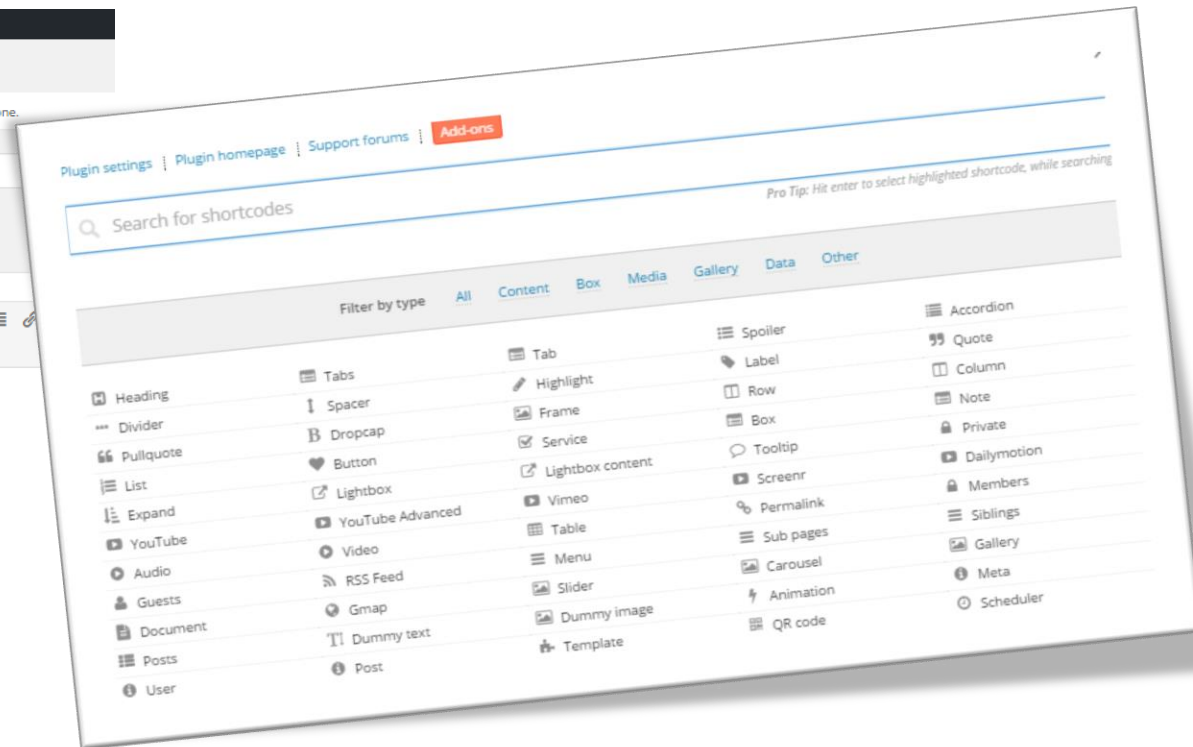 one.
Plugin settings | Plugin homepage | Support forums | Add-ons
Search for shortcodes
Pro Tip: Hit enter to select highlighted shortcode, while searching
Filter by type All Content Box Media Gallery Data Other
Heading Tabs Tab Spoiler Accordion
Divider Spacer Highlight Label Quote
Pullquote Dropcap Frame Row Column
List Button Service Box Note
Expand Lightbox Lightbox content Tooltip Private
YouTube YouTube Advanced Vimeo Screenr Dailymotion
Audio Video Table Permalink Members
Guests RSS Feed Menu Sub pages Siblings
Document Gmap Slider Carousel Gallery
Posts Dummy text Dummy image Animation Meta
User Post Template QR code Scheduler